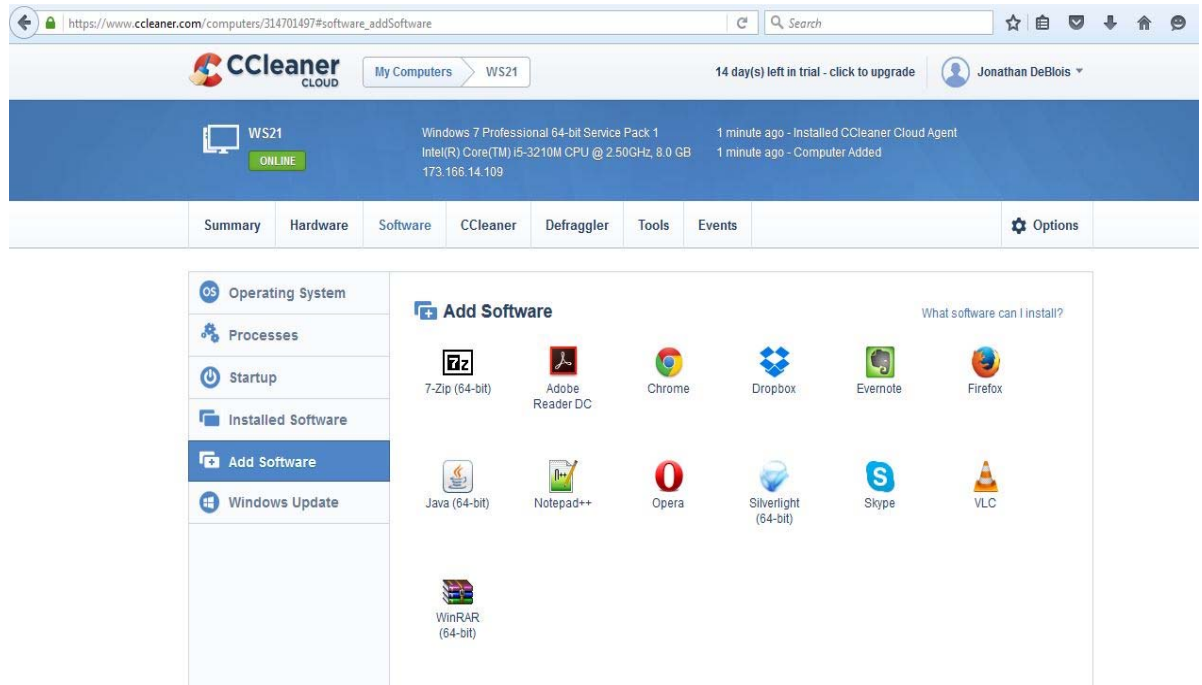 https://www.ccleaner.com/computers/314701497#software_addSoftware
Search
CCleaner
CLOUD
My Computers
WS21
14 day(s) left in trial - click to upgrade
Jonathan DeBlois
WS21
ONLINE
Windows 7 Professional 64-bit Service Pack 1
Intel(R) Core(TM) i5-3210M CPU @ 2.50GHz, 8.0 GB
173.166.14.109
1 minute ago - Installed CCleaner Cloud Agent
1 minute ago - Computer Added
Summary
Hardware
Software
CCleaner
Defraggler
Tools
Events
Options
OS
Operating System
Processes
Startup
Installed Software
Add Software
Windows Update
Add Software
What software can I install?
7z
7-Zip (64-bit)
Adobe
Reader DC
Chrome
Dropbox
Evernote
Firefox
Java (64-bit)
Notepad++
Opera
Silverlight
(64-bit)
Skype
VLC
WinRAR
(64-bit)